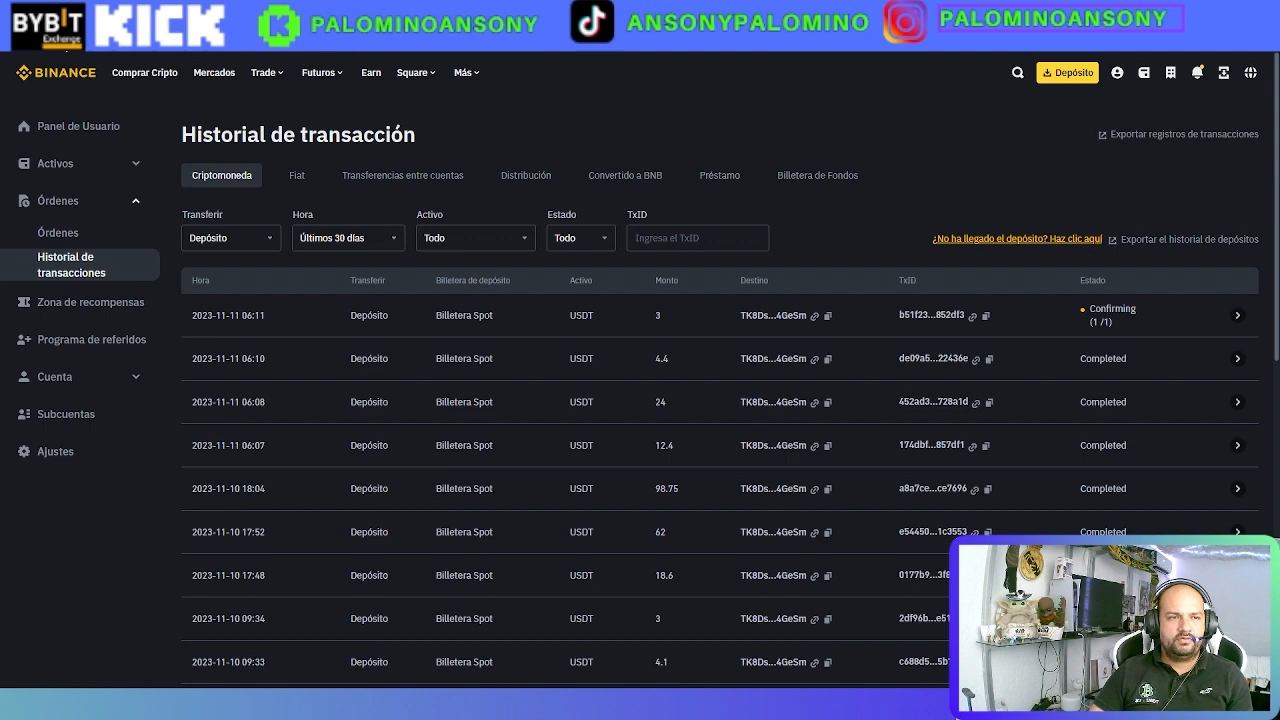 BYBIT
Exchange
KICK
PALOMINOANSONY
ANSONYPALOMINO
PALOMINOANSONY
BINANCE Comprar Cripto Mercados Trade Futuros Earn Square Más Depósito
Panel de Usuario
Activos
Órdenes
Órdenes
Historial de
transacciones
Zona de recompensas
Programa de referidos
Cuenta
Subcuentas
Ajustes
Historial de transacción
Exportar registros de transacciones
Criptomoneda Fiat Transferencias entre cuentas Distribución Convertido a BNB Préstamo Billetera de Fondos
Transferir Hora Activo Estado TxID
Depósito Últimos 30 días Todo Todo Ingresa el TxID
¿No ha llegado el depósito? Haz clic aquí Exportar el historial de depósitos
Hora Transferir Billetera de depósito Activo Monto Destino TxID Estado
2023-11-11 06:11 Depósito Billetera Spot USDT 3 TK8Ds...4GeSm b51f23...852df3 Confirming
(1 /1)
2023-11-11 06:10 Depósito Billetera Spot USDT 4.4 TK8Ds...4GeSm de09a5...22436e Completed
2023-11-11 06:08 Depósito Billetera Spot USDT 24 TK8Ds...4GeSm 452ad3...728a1d Completed
2023-11-11 06:07 Depósito Billetera Spot USDT 12.4 TK8Ds...4GeSm 174dbf...857df1 Completed
2023-11-10 18:04 Depósito Billetera Spot USDT 98.75 TK8Ds...4GeSm a8a7ce...ce7696 Completed
2023-11-10 17:52 Depósito Billetera Spot USDT 62 TK8Ds...4GeSm e54450...1c3553 Completed
2023-11-10 17:48 Depósito Billetera Spot USDT 18.6 TK8Ds...4GeSm 0177b9...3f8
2023-11-10 09:34 Depósito Billetera Spot USDT 3 TK8Ds...4GeSm 2df96b...e51
2023-11-10 09:33 Depósito Billetera Spot USDT 4.1 TK8Ds...4GeSm c688d5...5b